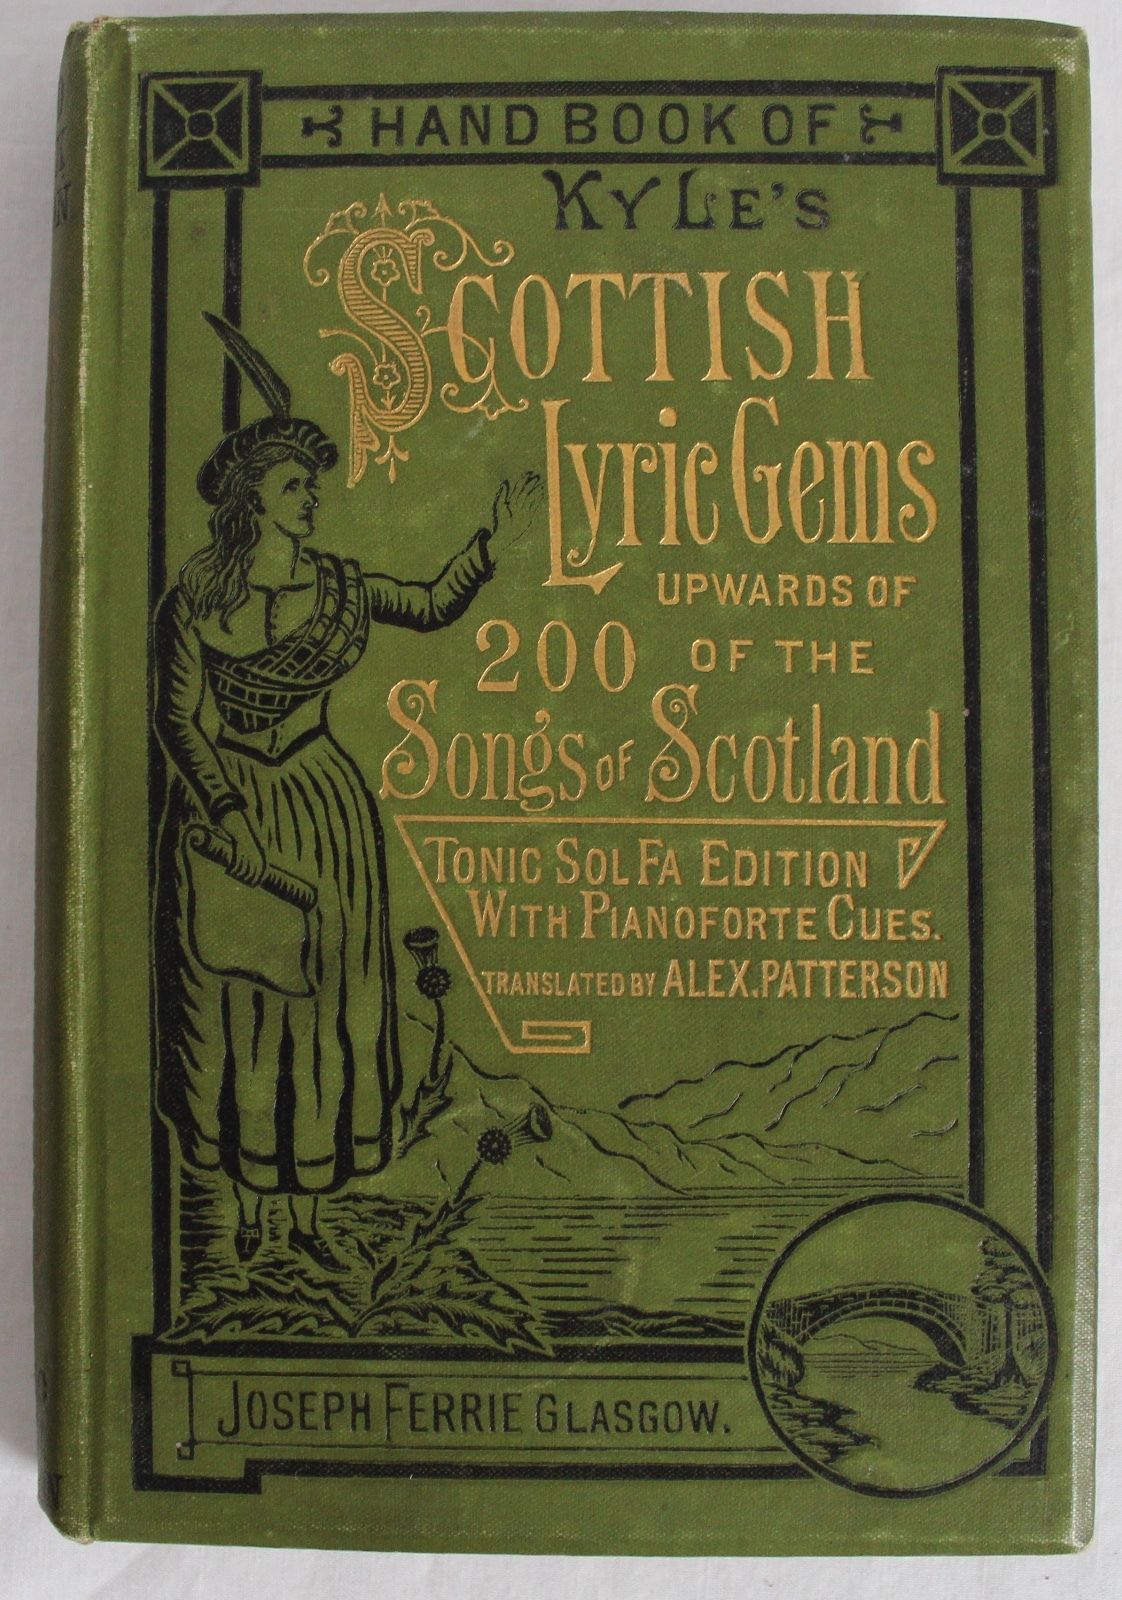 HAND BOOK OF
KYLE'S
SCOTTISH
LYRIC GEMS
UPWARDS OF
200 OF THE
SONGS OF SCOTLAND
TONIC SOL FA EDITION
WITH PIANOFORTE CUES.
TRANSLATED BY ALEX. PATTERSON
JOSEPH FERRIE GLASGOW.